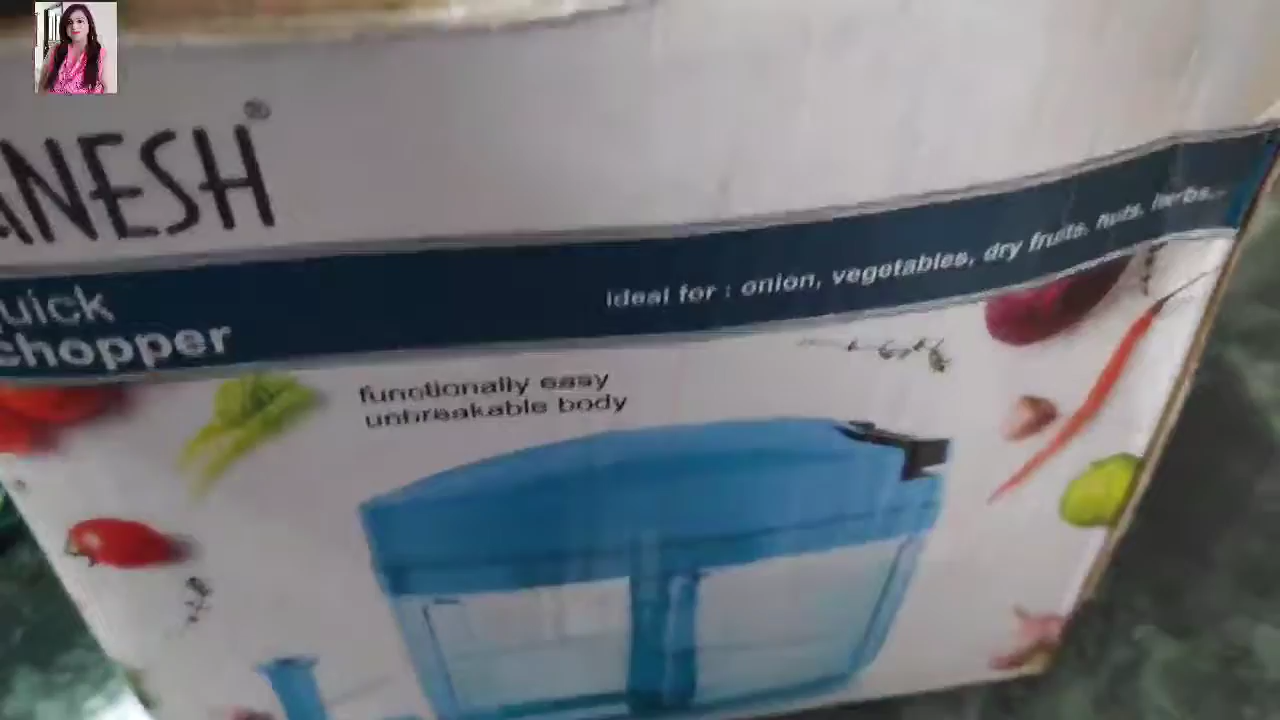 ANESH®
uick
chopper
ideal for : onion, vegetables, dry fruits, nuts, herbs...
functionally easy
unbreakable body